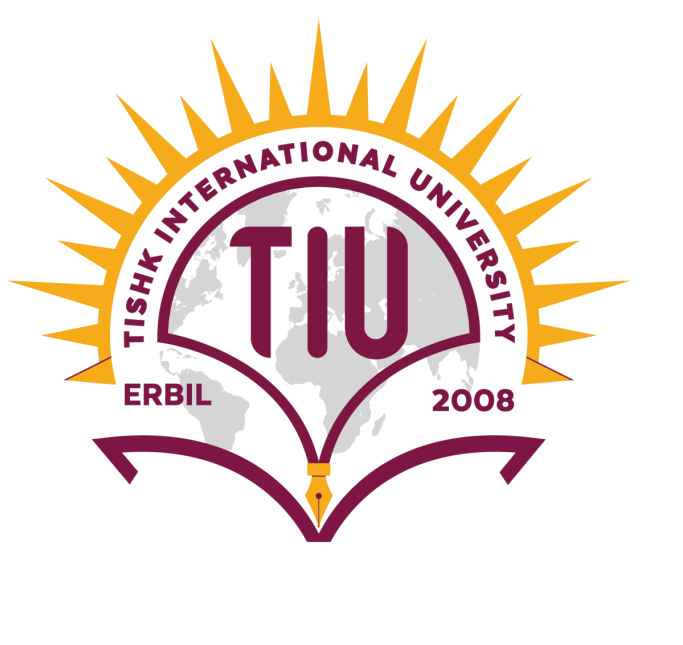 TISHK INTERNATIONAL UNIVERSITY
TIU
ERBIL
2008